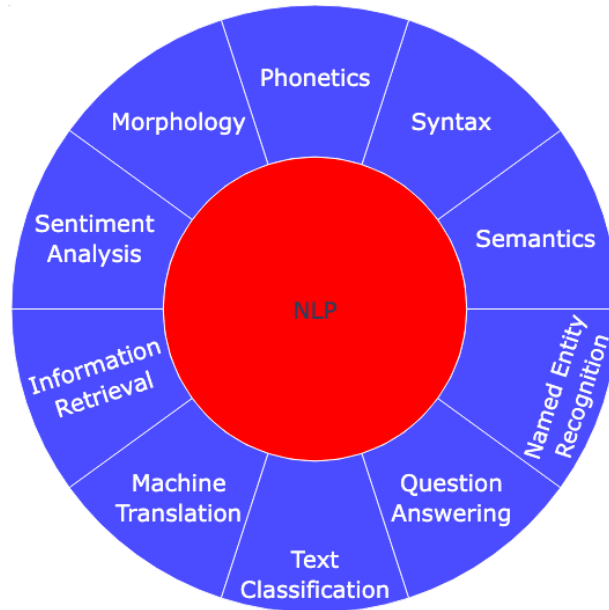 Phonetics
Morphology
Syntax
Sentiment
Analysis
Semantics
NLP
Information
Retrieval
Named Entity
Recognition
Machine
Translation
Question
Answering
Text
Classification